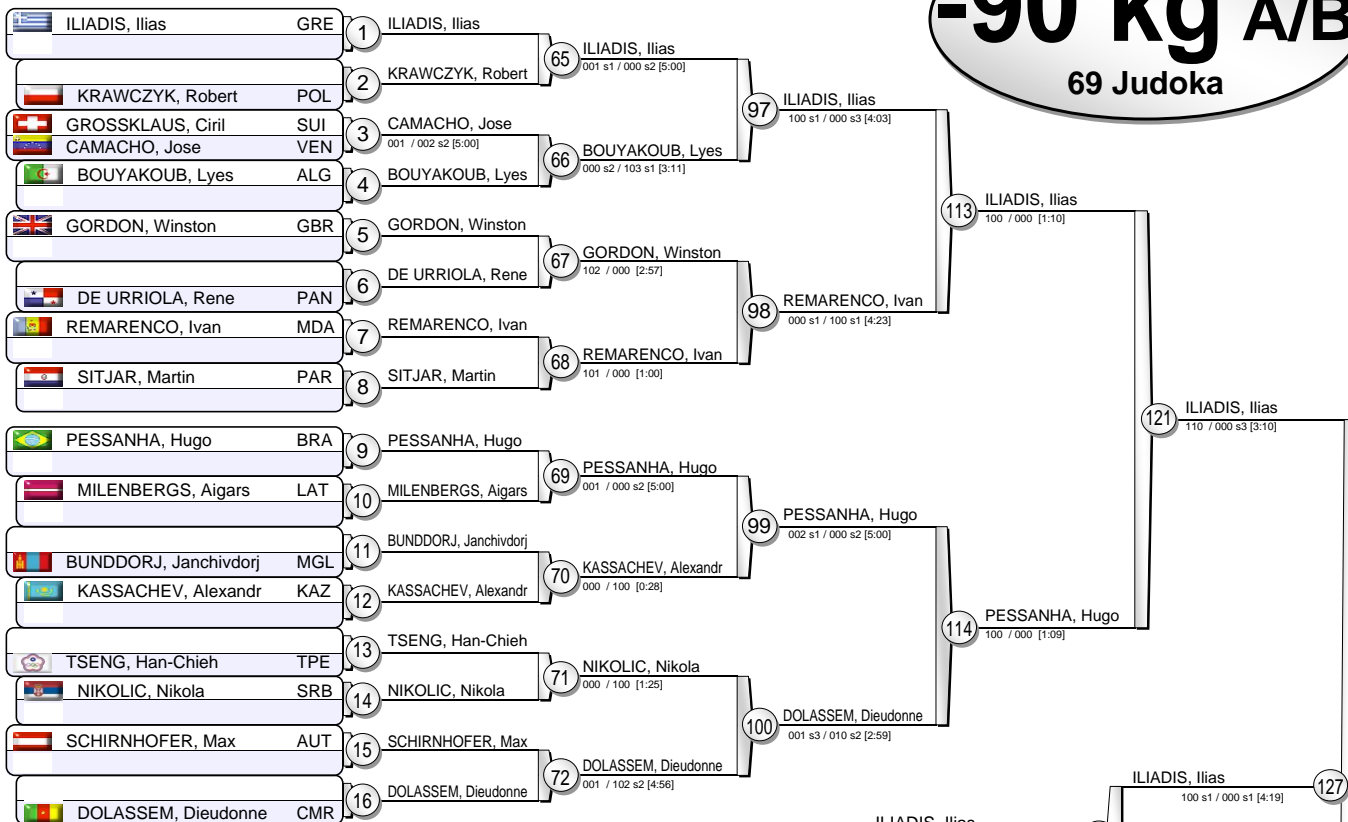 -90 kg A/B
69 Judoka
ILIADIS, Ilias GRE
KRAWCZYK, Robert POL
GROSSKLAUS, Ciril SUI
CAMACHO, Jose VEN
BOUYAKOUB, Lyes ALG
GORDON, Winston GBR
DE URRIOLA, Rene PAN
REMARENCO, Ivan MDA
SITJAR, Martin PAR
PESSANHA, Hugo BRA
MILENBERGS, Aigars LAT
BUNDDORJ, Janchivdorj MGL
KASSACHEV, Alexandr KAZ
TSENG, Han-Chieh TPE
NIKOLIC, Nikola SRB
SCHIRNHOFER, Max AUT
DOLASSEM, Dieudonne CMR
1 ILIADIS, Ilias
2 KRAWCZYK, Robert
3 CAMACHO, Jose
001 / 002 s2 [5:00]
4 BOUYAKOUB, Lyes
5 GORDON, Winston
6 DE URRIOLA, Rene
7 REMARENCO, Ivan
8 SITJAR, Martin
9 PESSANHA, Hugo
10 MILENBERGS, Aigars
11 BUNDDORJ, Janchivdorj
12 KASSACHEV, Alexandr
13 TSENG, Han-Chieh
14 NIKOLIC, Nikola
15 SCHIRNHOFER, Max
16 DOLASSEM, Dieudonne
65 ILIADIS, Ilias
001 s1 / 000 s2 [5:00]
66 BOUYAKOUB, Lyes
000 s2 / 103 s1 [3:11]
67 GORDON, Winston
102 / 000 [2:57]
68 REMARENCO, Ivan
101 / 000 [1:00]
69 PESSANHA, Hugo
001 / 000 s2 [5:00]
70 KASSACHEV, Alexandr
000 / 100 [0:28]
71 NIKOLIC, Nikola
000 / 100 [1:25]
72 DOLASSEM, Dieudonne
001 / 102 s2 [4:56]
97 ILIADIS, Ilias
100 s1 / 000 s3 [4:03]
98 REMARENCO, Ivan
000 s1 / 100 s1 [4:23]
99 PESSANHA, Hugo
002 s1 / 000 s2 [5:00]
100 DOLASSEM, Dieudonne
001 s3 / 010 s2 [2:59]
113 ILIADIS, Ilias
100 / 000 [1:10]
114 PESSANHA, Hugo
100 / 000 [1:09]
121 ILIADIS, Ilias
110 / 000 s3 [3:10]
ILIADIS, Ilias 127
100 s1 / 000 s1 [4:19]
ILIADIS, Ilias